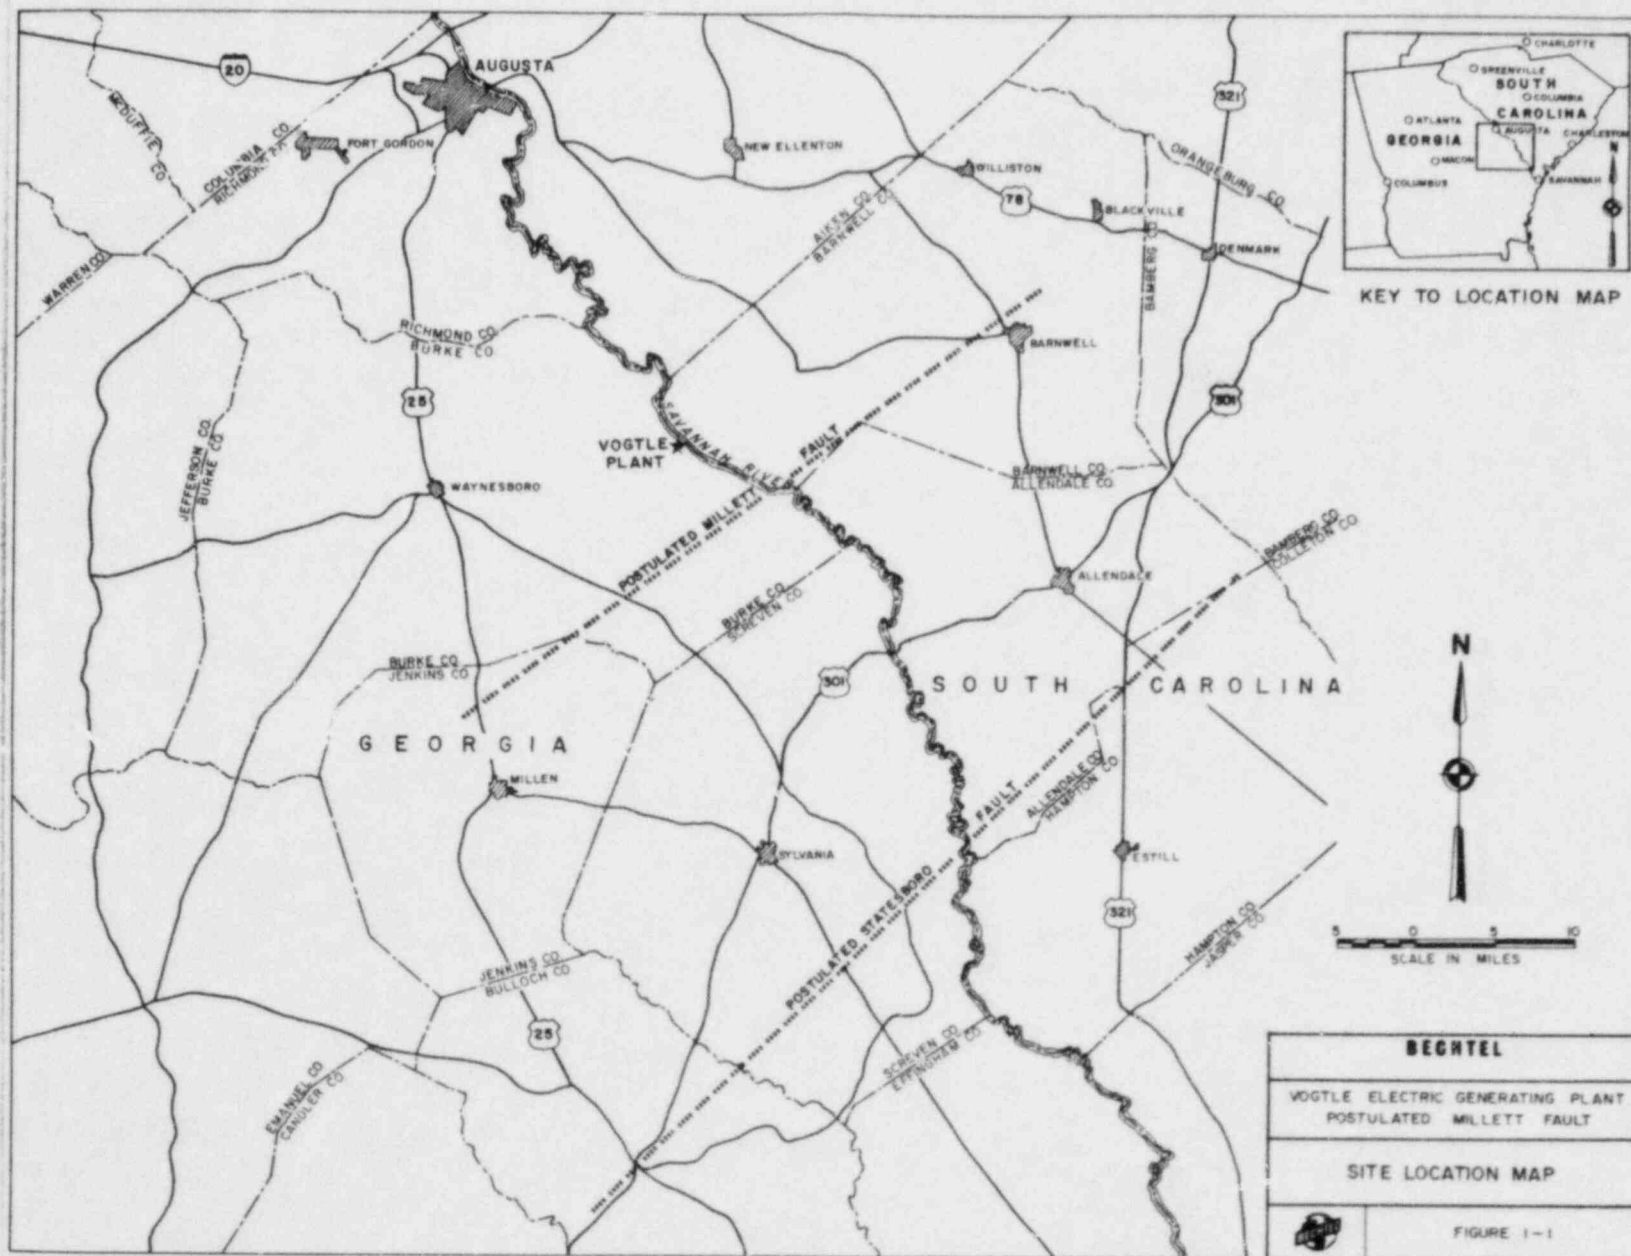 AUGUSTA
20
McDUFFIE CO
COLUMBIA CO
RICHMOND CO
FORT GORDON
NEW ELLENTON
WILLISTON
321
ORANGEBURG CO
78
BLACKVILLE
BAMBERG CO
DENMARK
AIKEN CO
BARNWELL CO
WARREN CO
RICHMOND CO
BURKE CO
BARNWELL
25
301
JEFFERSON CO
BURKE CO
VOGTLE
PLANT
SAVANNAH RIVER
POSTULATED MILLETT FAULT
BARNWELL CO
ALLENDALE CO
WAYNESBORO
BAMBERG CO
COLLETON CO
ALLENDALE
BURKE CO
SCREVEN CO
BURKE CO
JENKINS CO
301
SOUTH CAROLINA
GEORGIA
MILLEN
ALLENDALE CO
HAMPTON CO
SYLVANIA
ESTILL
POSTULATED STATESBORO FAULT
321
HAMPTON CO
JASPER CO
JENKINS CO
BULLOCH CO
25
SCREVEN CO
EFFINGHAM CO
EMANUEL CO
CANDLER CO
CHARLOTTE
GREENVILLE
SOUTH
COLUMBIA
CAROLINA
ATLANTA
AUGUSTA
CHARLESTON
GEORGIA
N
MACON
COLUMBUS
SAVANNAH
KEY TO LOCATION MAP
N
5 0 5 10
SCALE IN MILES
BECHTEL
VOGTLE ELECTRIC GENERATING PLANT
POSTULATED MILLETT FAULT
SITE LOCATION MAP
BECHTEL
FIGURE 1-1